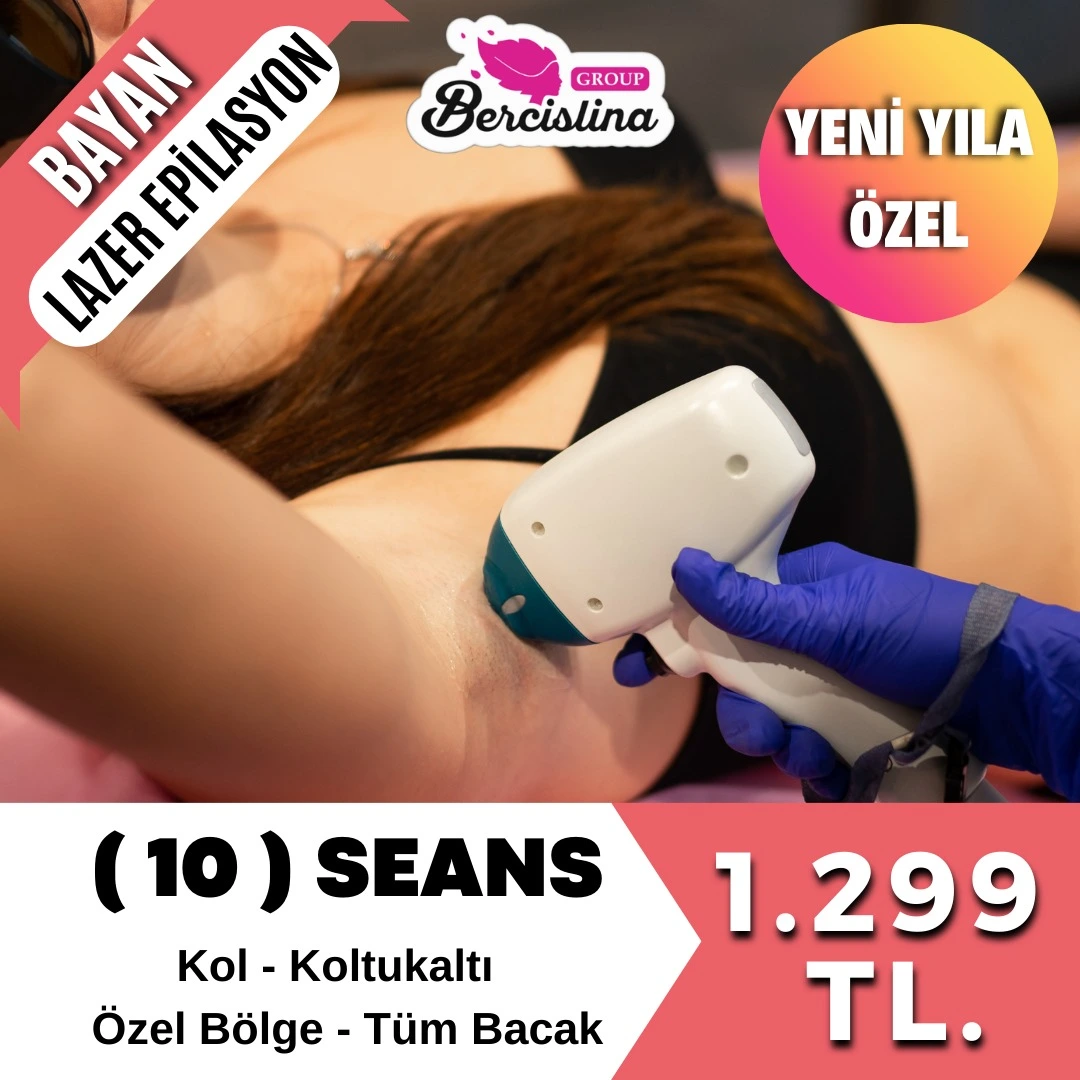 BAYAN
LAZER EPİLASYON
Bercislina
GROUP
YENİ YILA
ÖZEL
( 10 ) SEANS
Kol - Koltukaltı
Özel Bölge - Tüm Bacak
1.299
TL.